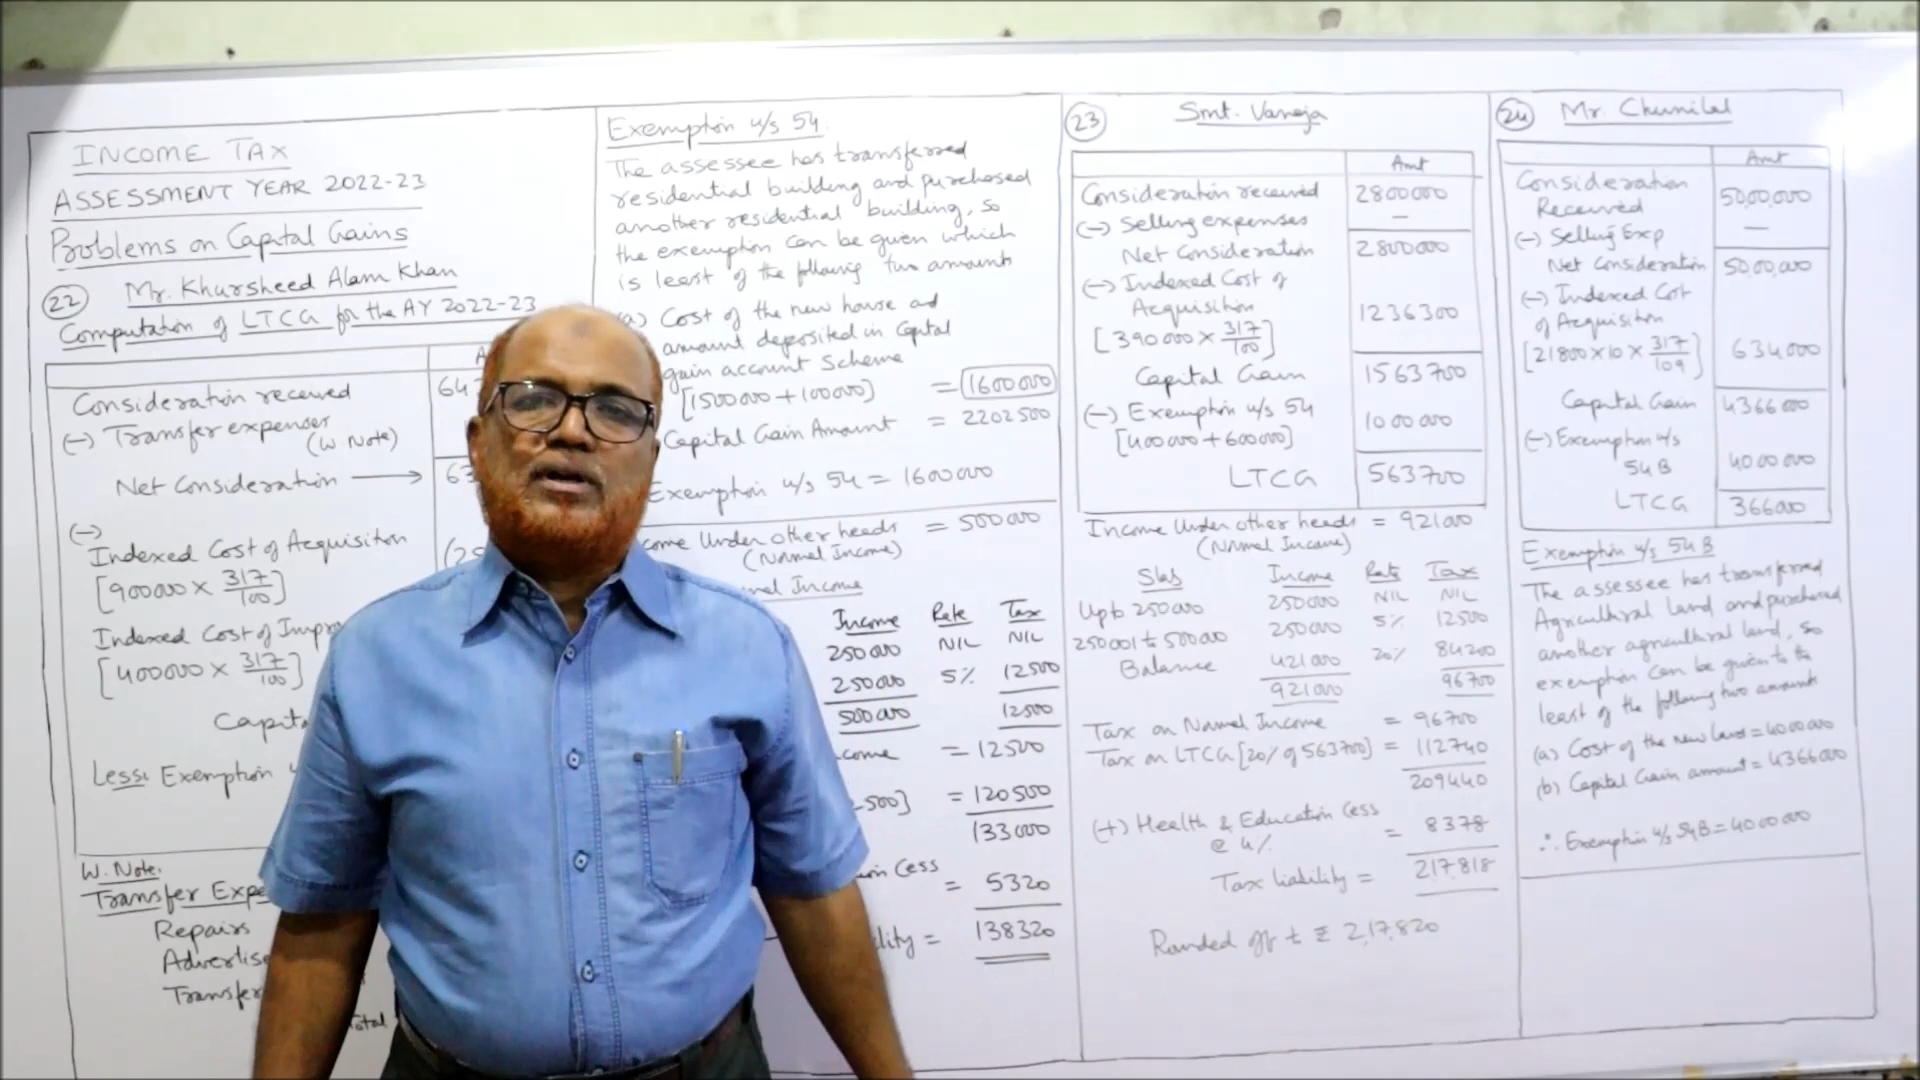 INCOME TAX
ASSESSMENT YEAR 2022-23
Problems on Capital Gains
22 Mr. Khursheed Alam Khan
Computation of LTCG for the AY 2022-23
Consideration received
(-) Transfer expenses
(W. Note)
Net Consideration →
(-)
Indexed Cost of Acquisition
[900000 × 317/100]
Indexed Cost of
[400000 × 317/100]
Less: Exemption
W. Note:
Transfer
Repairs
Total
Exemption u/s 54:
The assessee has transferred
residential building and purchased
another residential building, so
the exemption can be given which
is least of the following two amounts
(a) Cost of the new house and
amount deposited in Capital
gain account Scheme
[1500000 + 100000] = 1600000
Capital Gain Amount = 2202500
Exemption u/s 54 = 1600000
Under other heads = 500000
(Normal Income)
Income
Income Rate Tax
250000 NIL NIL
250000 5% 12500
500000 12500
= 12500
= 120500
133000
Cess
= 5320
= 138320
23 Smt. Vanaja
Amt
Consideration received 2800000
(-) Selling expenses —
Net Consideration 2800000
(-) Indexed Cost of
Acquisition 1236300
[390000 × 317/100]
Capital Gain 1563700
(-) Exemption u/s 54 1000000
[400000 + 600000]
LTCG 563700
Income Under other heads = 921000
(Normal Income)
Slab Income Rate Tax
Up to 250000 250000 NIL NIL
250001 to 500000 250000 5% 12500
Balance 421000 20% 84200
921000 96700
Tax on Normal Income = 96700
Tax on LTCG [20% of 563700] = 112740
209440
(+) Health & Education Cess
@ 4% = 8378
Tax liability = 217818
Rounded off to ₹ 2,17,820
24 Mr. Chunilal
Amt
Consideration
Received 50,00,000
(-) Selling Exp —
Net Consideration 50,00,000
(-) Indexed Cost
of Acquisition
[21800 × 10 × 317/109] 634000
Capital Gain 4366000
(-) Exemption u/s
54 B 4000000
LTCG 366000
Exemption u/s 54 B
The assessee has transferred
Agricultural Land and purchased
another agricultural land, so
exemption can be given to the
least of the following two amounts
(a) Cost of the new land = 4000000
(b) Capital Gain amount = 4366000
∴ Exemption u/s 54B = 4000000